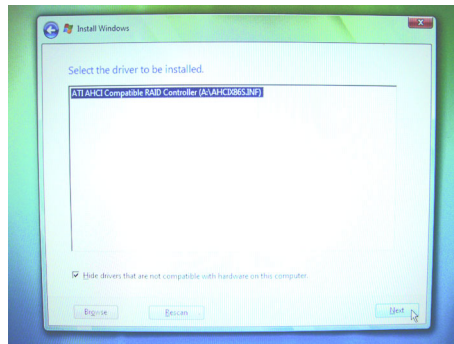 Install Windows
Select the driver to be installed.
ATI AHCI Compatible RAID Controller (A:\AHCIX86S.INF)
Hide drivers that are not compatible with hardware on this computer.
Browse
Rescan
Next